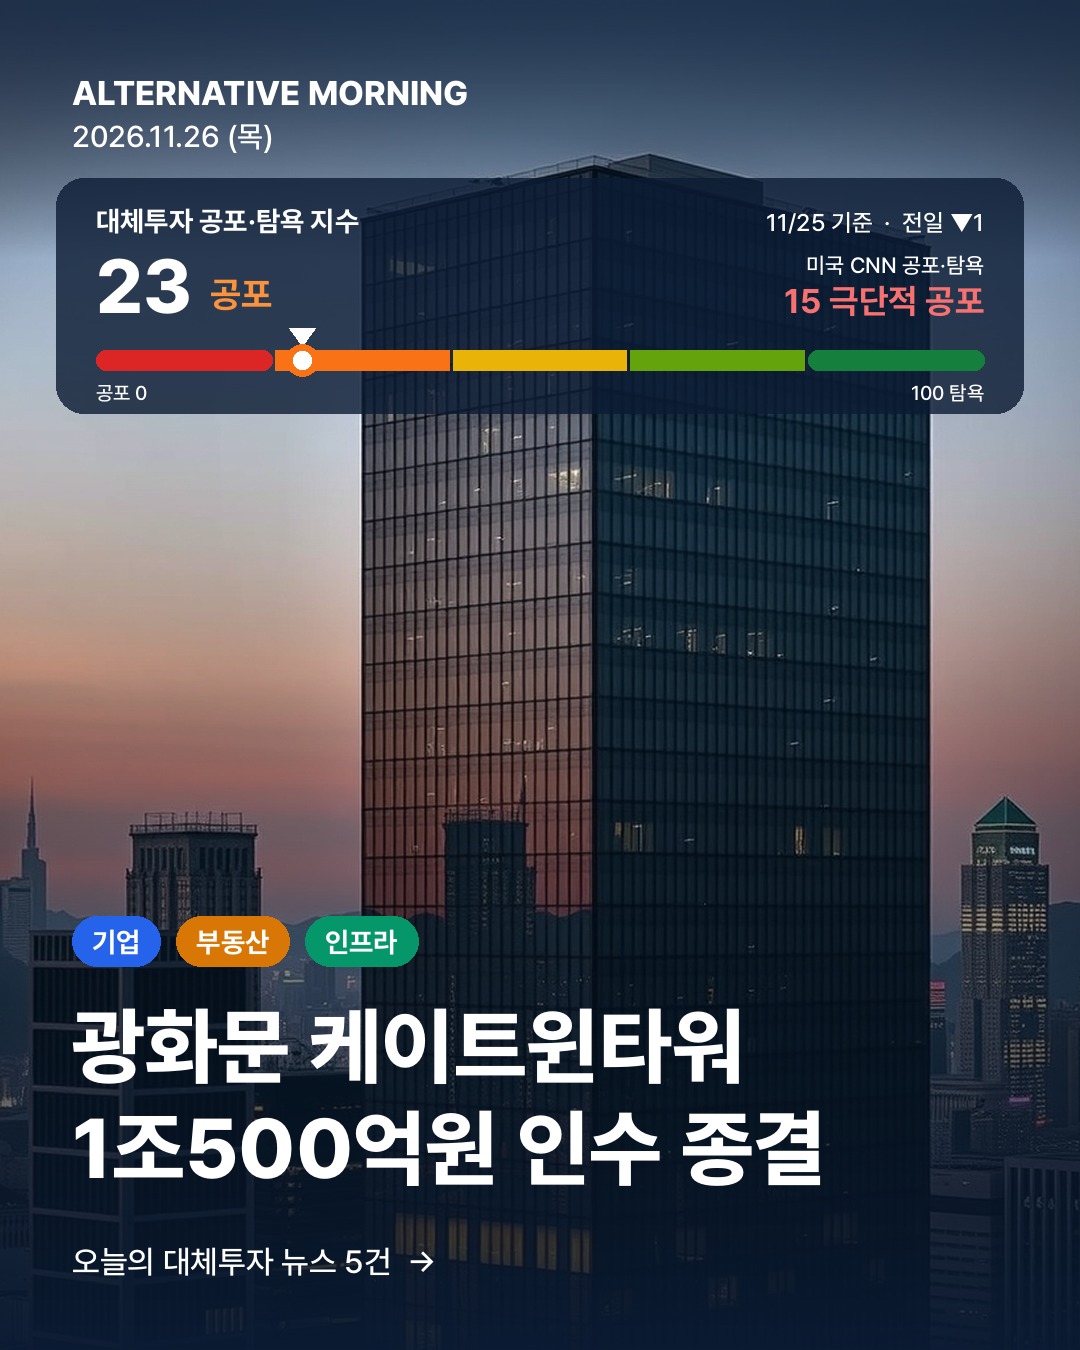 ALTERNATIVE MORNING
2026.11.26 (목)
대체투자 공포·탐욕 지수
11/25 기준 · 전일 ▼1
23 공포
미국 CNN 공포·탐욕
15 극단적 공포
공포 0
100 탐욕
기업
부동산
인프라
광화문 케이트윈타워
1조500억원 인수 종결
오늘의 대체투자 뉴스 5건 →